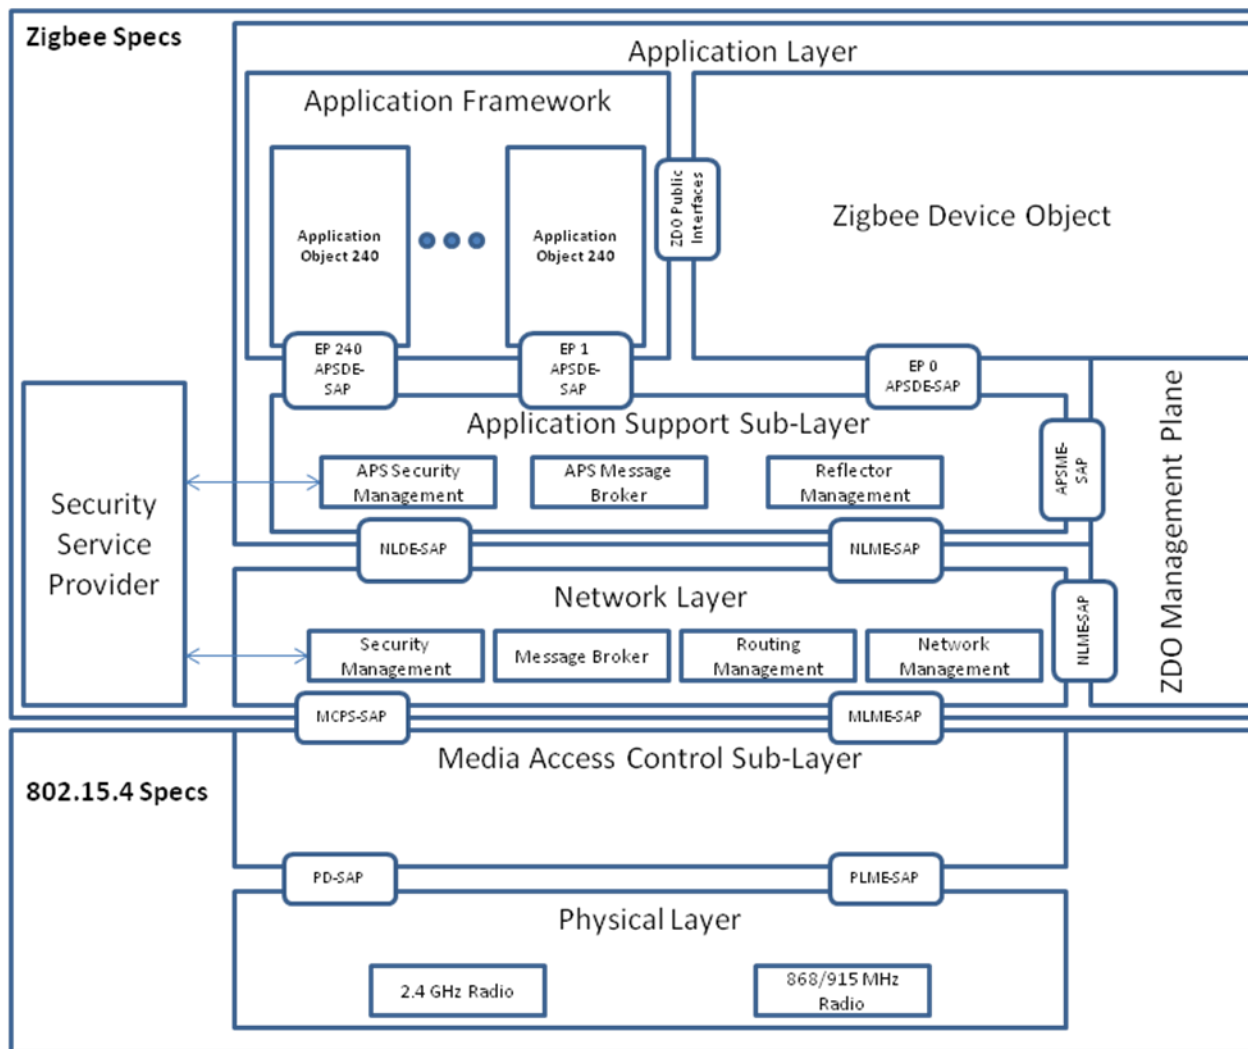 Zigbee Specs
Application Layer
Application Framework
Application
Object 240
Application
Object 240
ZDO Public
Interfaces
Zigbee Device Object
EP 240
APSDE-
SAP
EP 1
APSDE-
SAP
EP 0
APSDE-SAP
Application Support Sub-Layer
APS Security
Management
APS Message
Broker
Reflector
Management
APSME-
SAP
ZDO Management Plane
Security
Service
Provider
NLDE-SAP
NLME-SAP
Network Layer
Security
Management
Message Broker
Routing
Management
Network
Management
NLME-SAP
MCPS-SAP
MLME-SAP
Media Access Control Sub-Layer
802.15.4 Specs
PD-SAP
PLME-SAP
Physical Layer
2.4 GHz Radio
868/915 MHz
Radio